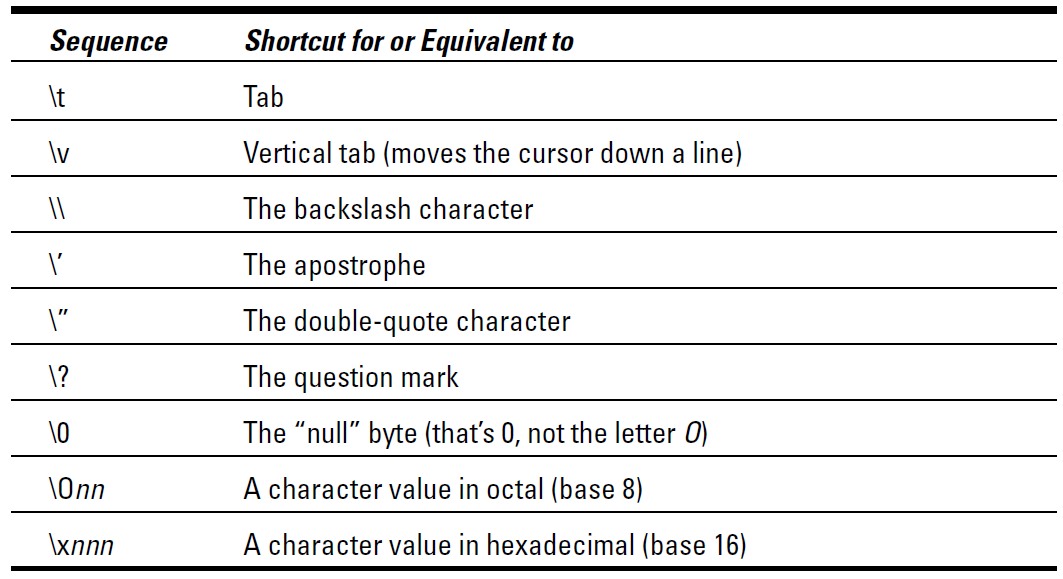 Sequence Shortcut for or Equivalent to
\t Tab
\v Vertical tab (moves the cursor down a line)
\\ The backslash character
\’ The apostrophe
\” The double-quote character
\? The question mark
\0 The “null” byte (that’s 0, not the letter O)
\Onn A character value in octal (base 8)
\xnnn A character value in hexadecimal (base 16)